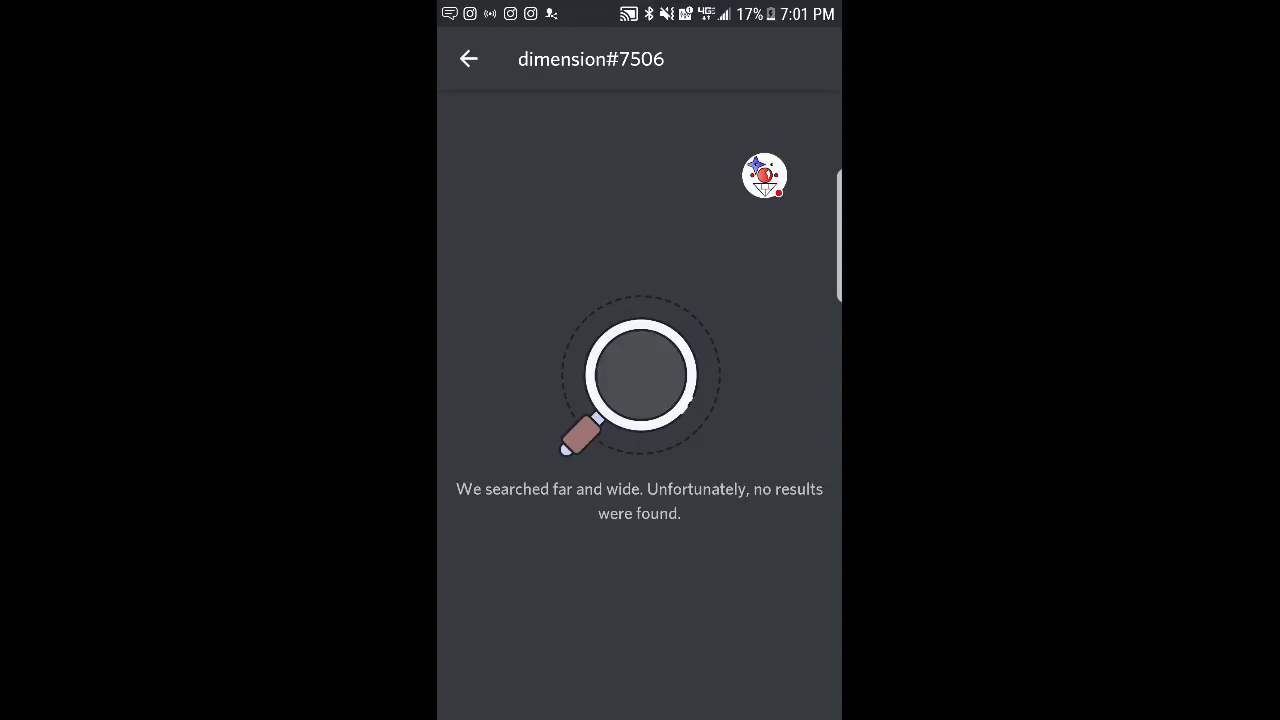 17% 7:01 PM
dimension#7506
We searched far and wide. Unfortunately, no results
were found.